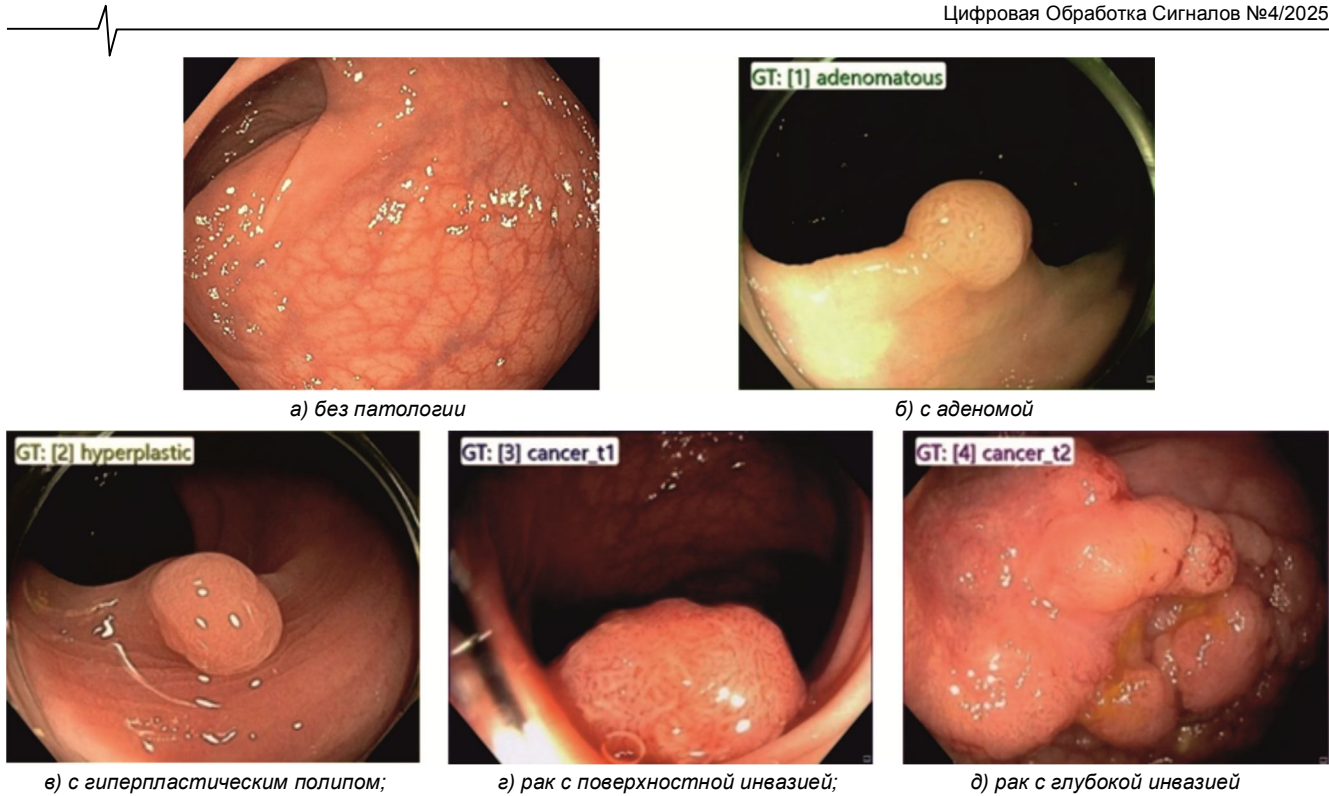 Цифровая Обработка Сигналов №4/2025
GT: [1] adenomatous
а) без патологии
б) с аденомой
GT: [2] hyperplastic
GT: [3] cancer_t1
GT: [4] cancer_t2
в) с гиперпластическим полипом;
г) рак с поверхностной инвазией;
д) рак с глубокой инвазией